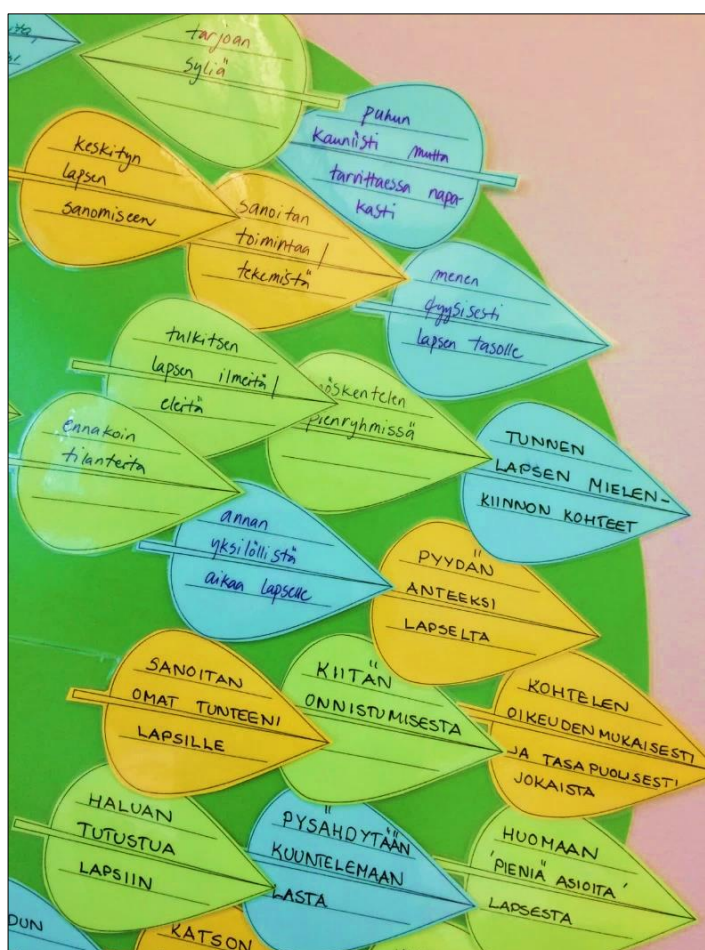 tarjoan
syliä
puhun
kauniisti mutta
tarvittaessa napa-
kasti
keskityn
lapsen
sanomiseen
sanoitan
toimintaa /
tekemistä
menen
fyysisesti
lapsen tasolle
tulkitsen
lapsen ilmeitä /
eleitä
pienryhmissä
ennakoin
tilanteita
TUNNEN
LAPSEN MIELEN-
KIINNON KOHTEET
annan
yksilöllistä
aikaa lapselle
PYYDÄN
ANTEEKSI
LAPSELTA
SANOITAN
OMAT TUNTEENI
LAPSILLE
KIITÄN
ONNISTUMISESTA
KOHTELEN
OIKEUDENMUKAISESTI
JA TASAPUOLISESTI
JOKAISTA
HALUAN
TUTUSTUA
LAPSIIN
PYSÄHDYTÄÄN
KUUNTELEMAAN
LASTA
HUOMAAN
'PIENIÄ ASIOITA'
LAPSESTA
KATSON